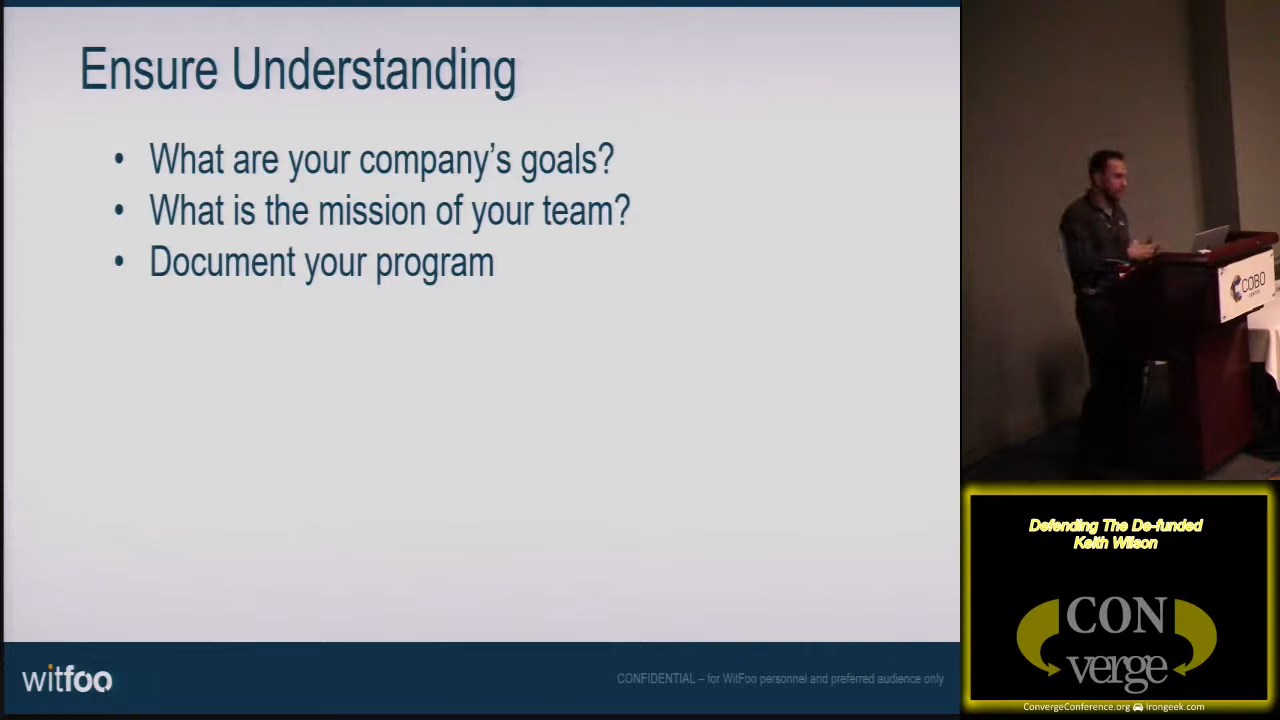 Ensure Understanding
• What are your company's goals?
• What is the mission of your team?
• Document your program
witfoo
CONFIDENTIAL – for WitFoo personnel and preferred audience only
COBO
Defending The De-funded
Keith Wilson
CON
verge
ConvergeConference.org Irongeek.com